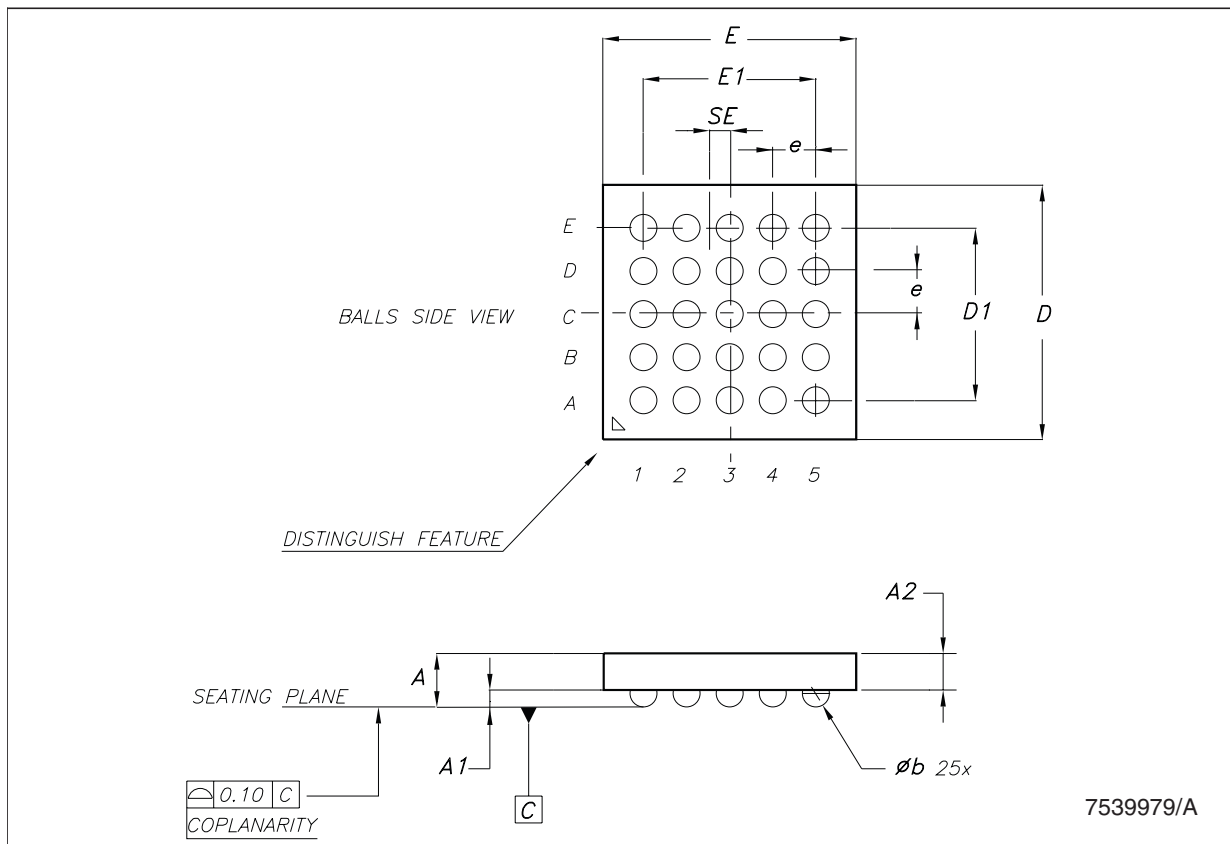 E
E1
SE
e
E
D
BALLS SIDE VIEW
C
B
A
e
D1
D
1 2 3 4 5
DISTINGUISH FEATURE
A2
A
SEATING PLANE
A1
øb 25x
0.10 C
COPLANARITY
C
7539979/A